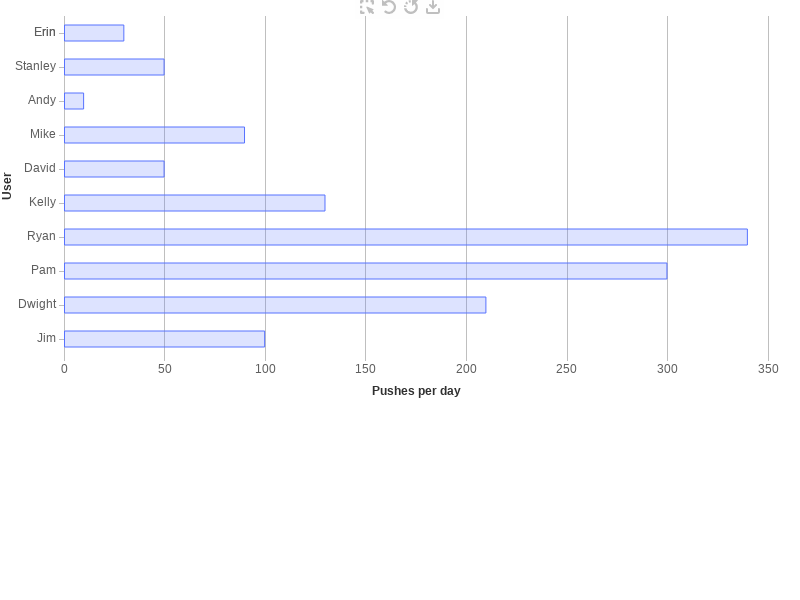 Erin
Stanley
Andy
Mike
David
Kelly
Ryan
Pam
Dwight
Jim
User
0 50 100 150 200 250 300 350
Pushes per day